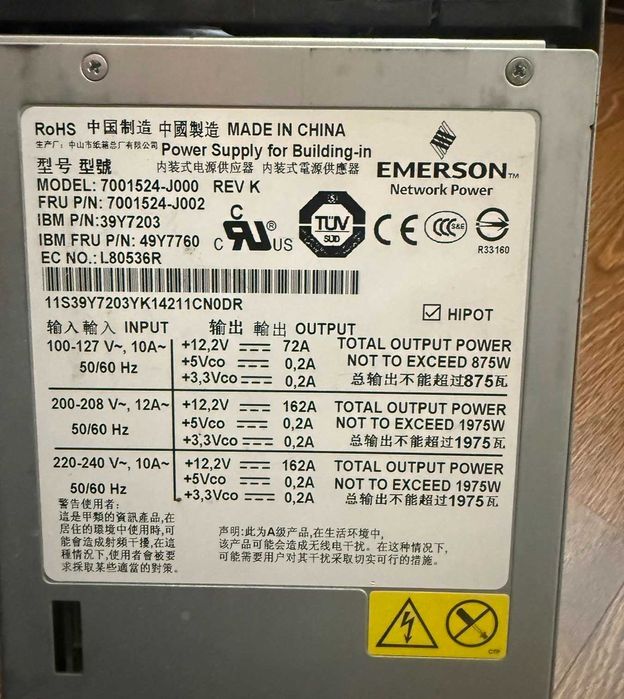 RoHS 中国制造 中國製造 MADE IN CHINA
生产厂: 中山市纸箱总厂有限公司 Power Supply for Building-in
型号 型號 内装式电源供应器 內裝式電源供應器
EMERSON™
Network Power
MODEL: 7001524-J000 REV K
FRU P/N: 7001524-J002
IBM P/N:39Y7203
IBM FRU P/N: 49Y7760
EC NO.: L80536R
C RU ® US
TÜV
SÜD
CE
CCC S&E
R33160
11S39Y7203YK14211CN0DR
HIPOT
输入 輸入 INPUT 输出 輸出 OUTPUT
100-127 V~, 10A~ +12,2V 72A TOTAL OUTPUT POWER
50/60 Hz +5Vco 0,2A NOT TO EXCEED 875W
+3,3Vco 0,2A 总输出不能超过875瓦
200-208 V~, 12A~ +12,2V 162A TOTAL OUTPUT POWER
50/60 Hz +5Vco 0,2A NOT TO EXCEED 1975W
+3,3Vco 0,2A 总输出不能超过1975瓦
220-240 V~, 10A~ +12,2V 162A TOTAL OUTPUT POWER
50/60 Hz +5Vco 0,2A NOT TO EXCEED 1975W
+3,3Vco 0,2A 总输出不能超过1975瓦
警告使用者:
這是甲類的資訊產品,在
居住的環境中使用時,可
能會造成射頻干擾,在這
種情況下,使用者會被要
求採取某些適當的對策。
声明:此为A级产品,在生活环境中,
该产品可能会造成无线电干扰。在这种情况下,
可能需要用户对其干扰采取切实可行的措施。